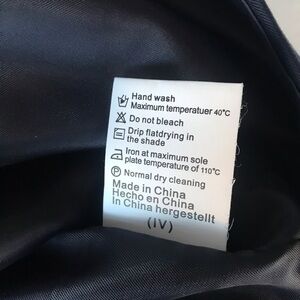 Hand wash
Maximum temperatuer 40°C
Do not bleach
Drip flatdrying in
the shade
Iron at maximum sole
plate temperature of 110°C
P Normal dry cleaning
Made in China
Hecho en China
In China hergestellt
(IV)